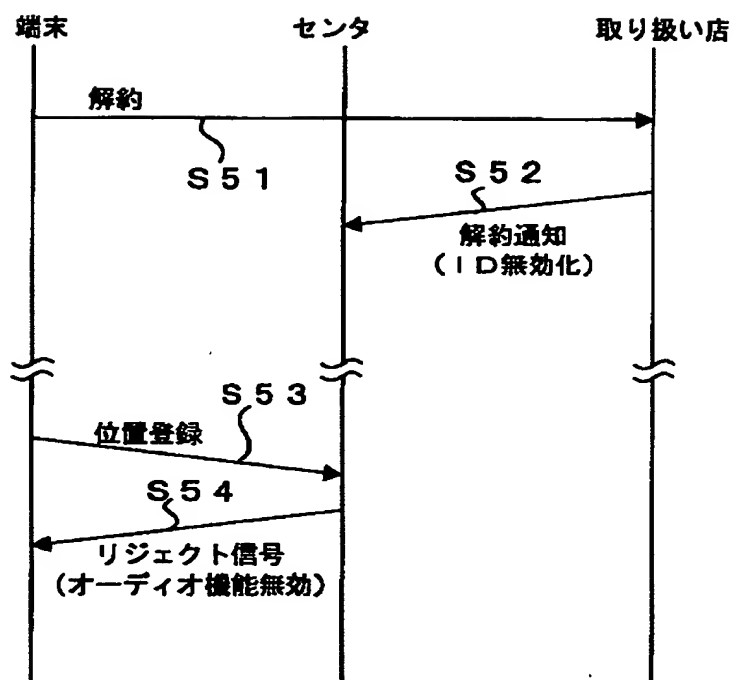 端末
センタ
取り扱い店
解約
S51
S52
解約通知
(ID無効化)
S53
位置登録
S54
リジェクト信号
(オーディオ機能無効)